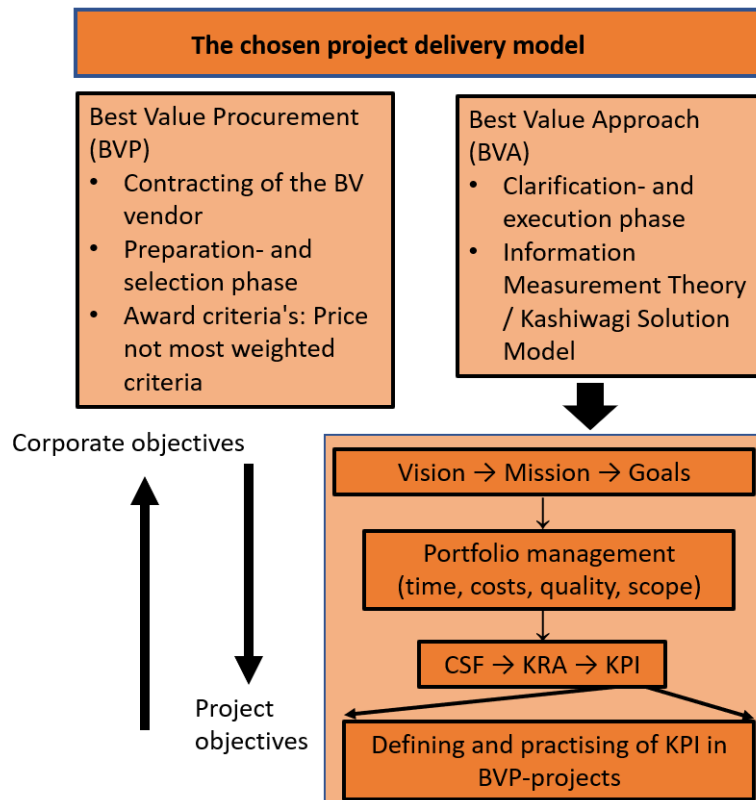 The chosen project delivery model
Best Value Procurement
(BVP)
• Contracting of the BV
vendor
• Preparation- and
selection phase
• Award criteria's: Price
not most weighted
criteria
Best Value Approach
(BVA)
• Clarification- and
execution phase
• Information
Measurement Theory
/ Kashiwagi Solution
Model
Corporate objectives
Project
objectives
Vision → Mission → Goals
Portfolio management
(time, costs, quality, scope)
CSF → KRA → KPI
Defining and practising of KPI in
BVP-projects